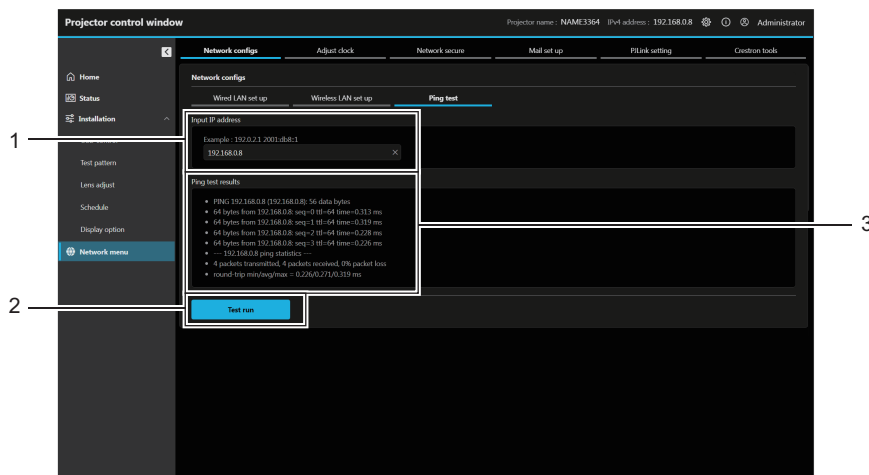 Projector control window
Projector name : NAME3364 IPv4 address : 192.168.0.8 Administrator
Network configs Adjust clock Network secure Mail set up PJLink setting Crestron tools
Home
Status
Installation
Test pattern
Lens adjust
Schedule
Display option
Network menu
Network configs
Wired LAN set up Wireless LAN set up Ping test
1
Input IP address
Example : 192.0.2.1 2001:db8::1
192.168.0.8
Ping test results
PING 192.168.0.8 (192.168.0.8): 56 data bytes
64 bytes from 192.168.0.8: seq=0 ttl=64 time=0.313 ms
64 bytes from 192.168.0.8: seq=1 ttl=64 time=0.319 ms
64 bytes from 192.168.0.8: seq=2 ttl=64 time=0.228 ms
64 bytes from 192.168.0.8: seq=3 ttl=64 time=0.226 ms
--- 192.168.0.8 ping statistics ---
4 packets transmitted, 4 packets received, 0% packet loss
round-trip min/avg/max = 0.226/0.271/0.319 ms
3
2
Test run